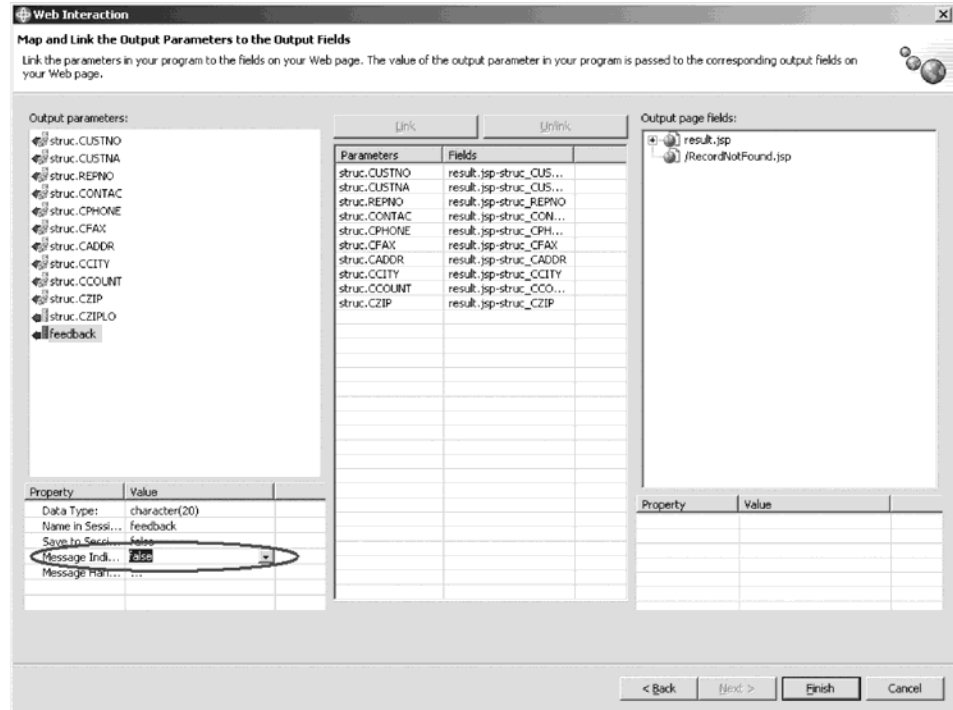 Web Interaction
Map and Link the Output Parameters to the Output Fields
Link the parameters in your program to the fields on your Web page. The value of the output parameter in your program is passed to the corresponding output fields on
your Web page.
Output parameters:
struc.CUSTNO
struc.CUSTNA
struc.REPNO
struc.CONTAC
struc.CPHONE
struc.CFAX
struc.CADDR
struc.CCITY
struc.CCOUNT
struc.CZIP
struc.CZIPLO
feedback
Property Value
Data Type: character(20)
Name in Sessi... feedback
Save to Sessi... false
Message Indi... false
Message Han... ...
Link Unlink
Parameters Fields
struc.CUSTNO result.jsp-struc_CUS...
struc.CUSTNA result.jsp-struc_CUS...
struc.REPNO result.jsp-struc_REPNO
struc.CONTAC result.jsp-struc_CON...
struc.CPHONE result.jsp-struc_CPH...
struc.CFAX result.jsp-struc_CFAX
struc.CADDR result.jsp-struc_CADDR
struc.CCITY result.jsp-struc_CCITY
struc.CCOUNT result.jsp-struc_CCO...
struc.CZIP result.jsp-struc_CZIP
Output page fields:
result.jsp
/RecordNotFound.jsp
Property Value
< Back Next > Finish Cancel